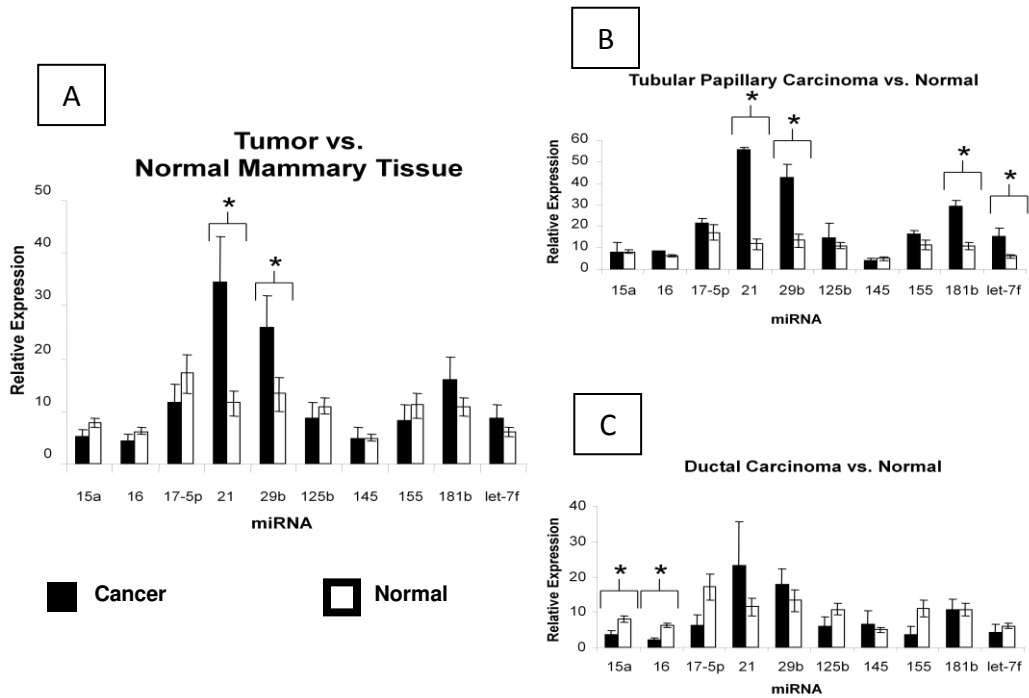 A
Tumor vs.
Normal Mammary Tissue
Relative Expression
50
40
30
20
10
0
*
*
15a 16 17-5p 21 29b 125b 145 155 181b let-7f
miRNA
Cancer
Normal
B
Tubular Papillary Carcinoma vs. Normal
Relative Expression
60
50
40
30
20
10
0
*
*
*
*
15a 16 17-5p 21 29b 125b 145 155 181b let-7f
miRNA
C
Ductal Carcinoma vs. Normal
Relative Expression
40
30
20
10
0
*
*
15a 16 17-5p 21 29b 125b 145 155 181b let-7f
miRNA